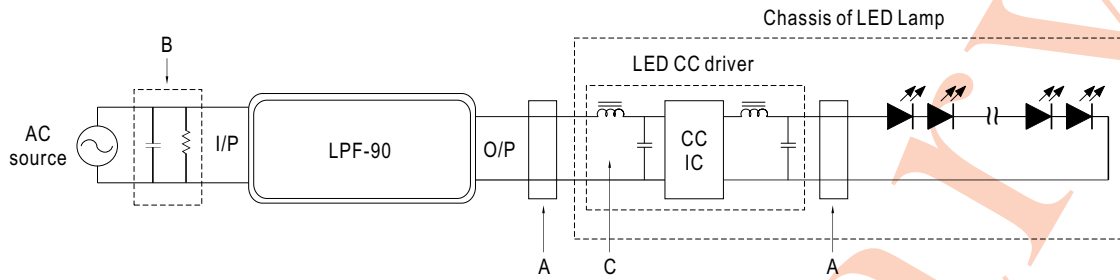 Chassis of LED Lamp
B
LED CC driver
AC
source
I/P
LPF-90
O/P
CC
IC
A
C
A